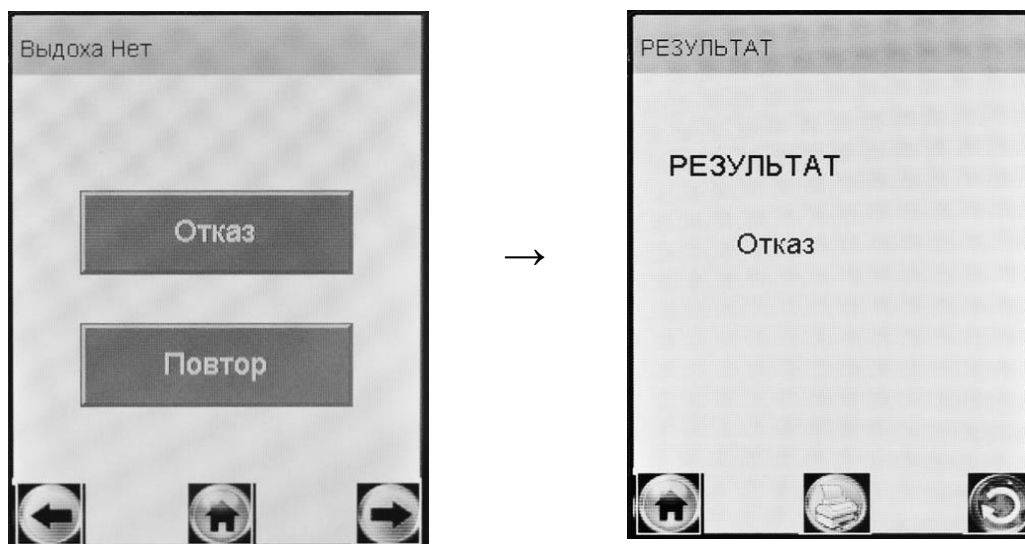 Выдоха Нет
Отказ
Повтор
→
РЕЗУЛЬТАТ
РЕЗУЛЬТАТ
Отказ